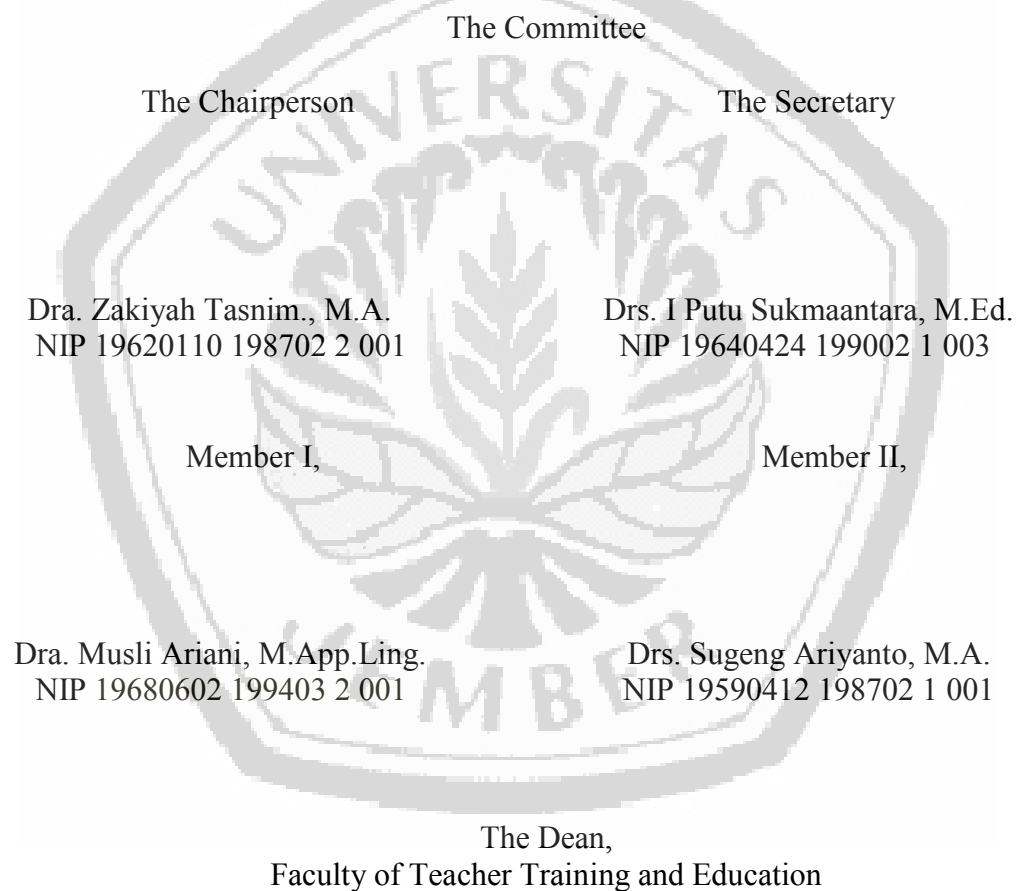 The Committee
The Chairperson The Secretary
Dra. Zakiyah Tasnim., M.A. Drs. I Putu Sukmaantara, M.Ed.
NIP 19620110 198702 2 001 NIP 19640424 199002 1 003
Member I, Member II,
Dra. Musli Ariani, M.App.Ling. Drs. Sugeng Ariyanto, M.A.
NIP 19680602 199403 2 001 NIP 19590412 198702 1 001
The Dean,
Faculty of Teacher Training and Education
UNIVERSITAS
JEMBER